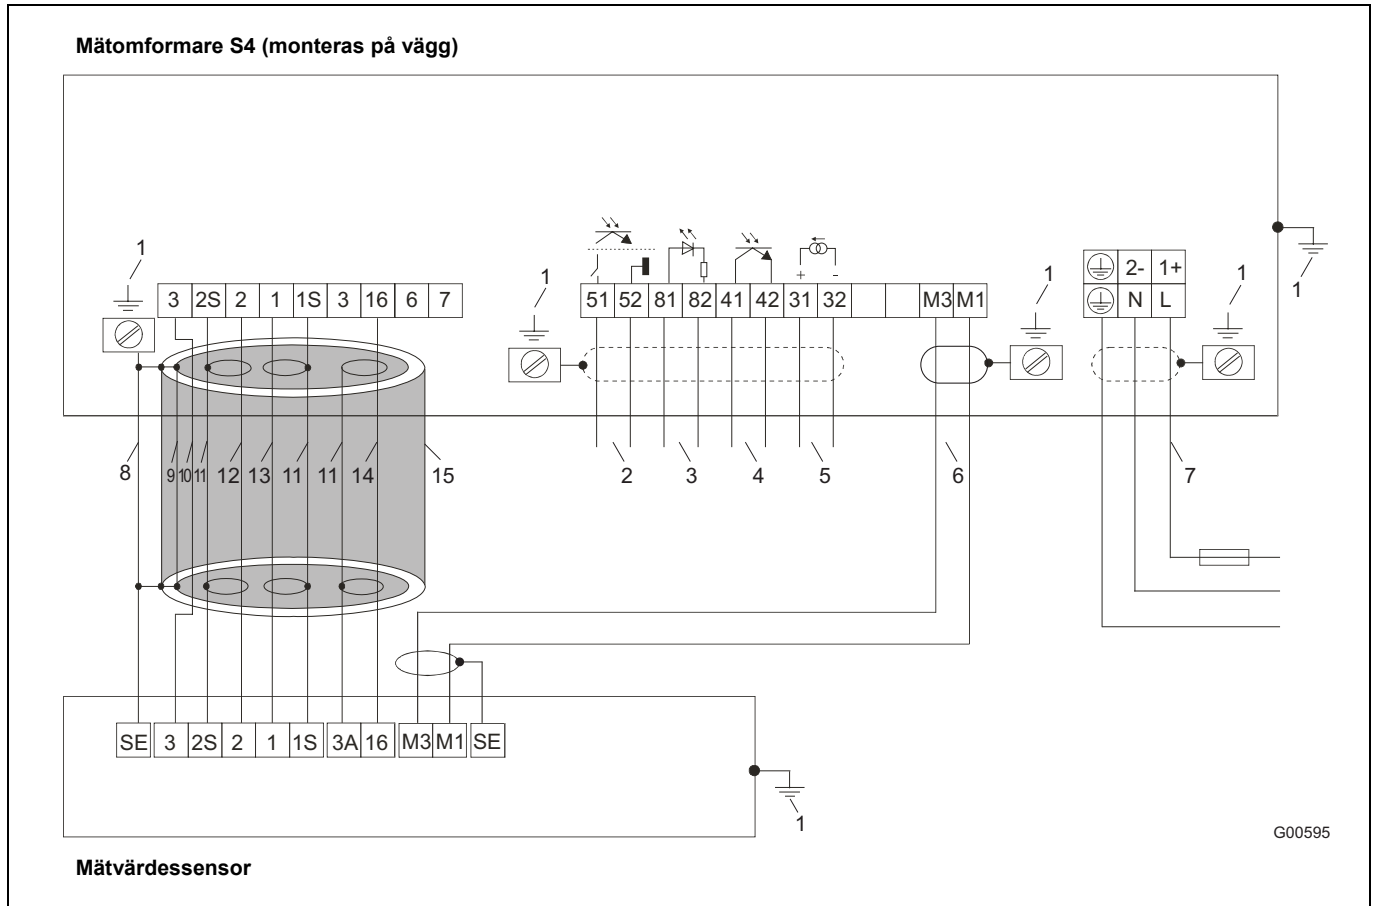 Mätomformare S4 (monteras på vägg)
1
1
1
1
1
3 2S 2 1 1S 3 16 6 7
51 52 81 82 41 42 31 32 M3 M1
+ -
2- 1+
N L
8 9 10 11 12 13 11 11 14 15
2 3 4 5 6 7
SE 3 2S 2 1 1S 3A 16 M3 M1 SE
1
G00595
Mätvärdessensor